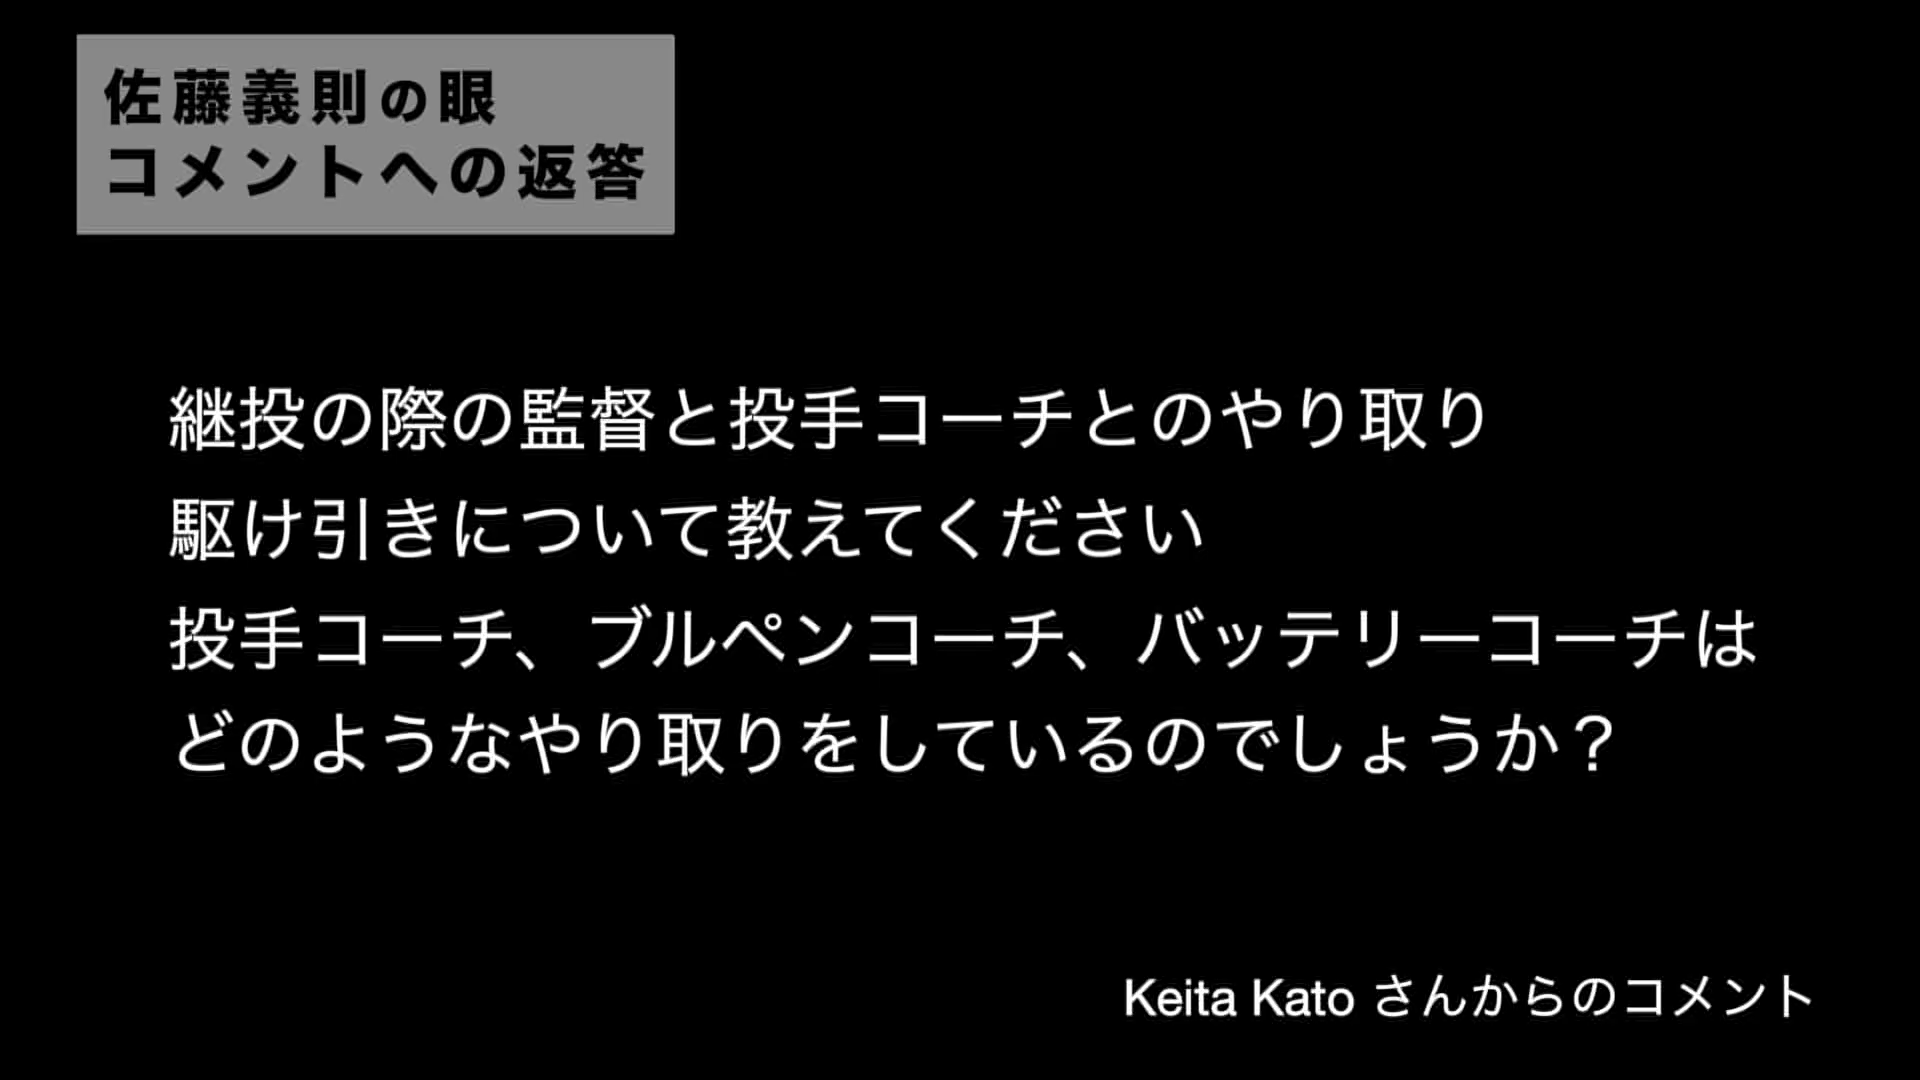 佐藤義則の眼
コメントへの返答
継投の際の監督と投手コーチとのやり取り
駆け引きについて教えてください
投手コーチ、ブルペンコーチ、バッテリーコーチは
どのようなやり取りをしているのでしょうか？
Keita Kato さんからのコメント